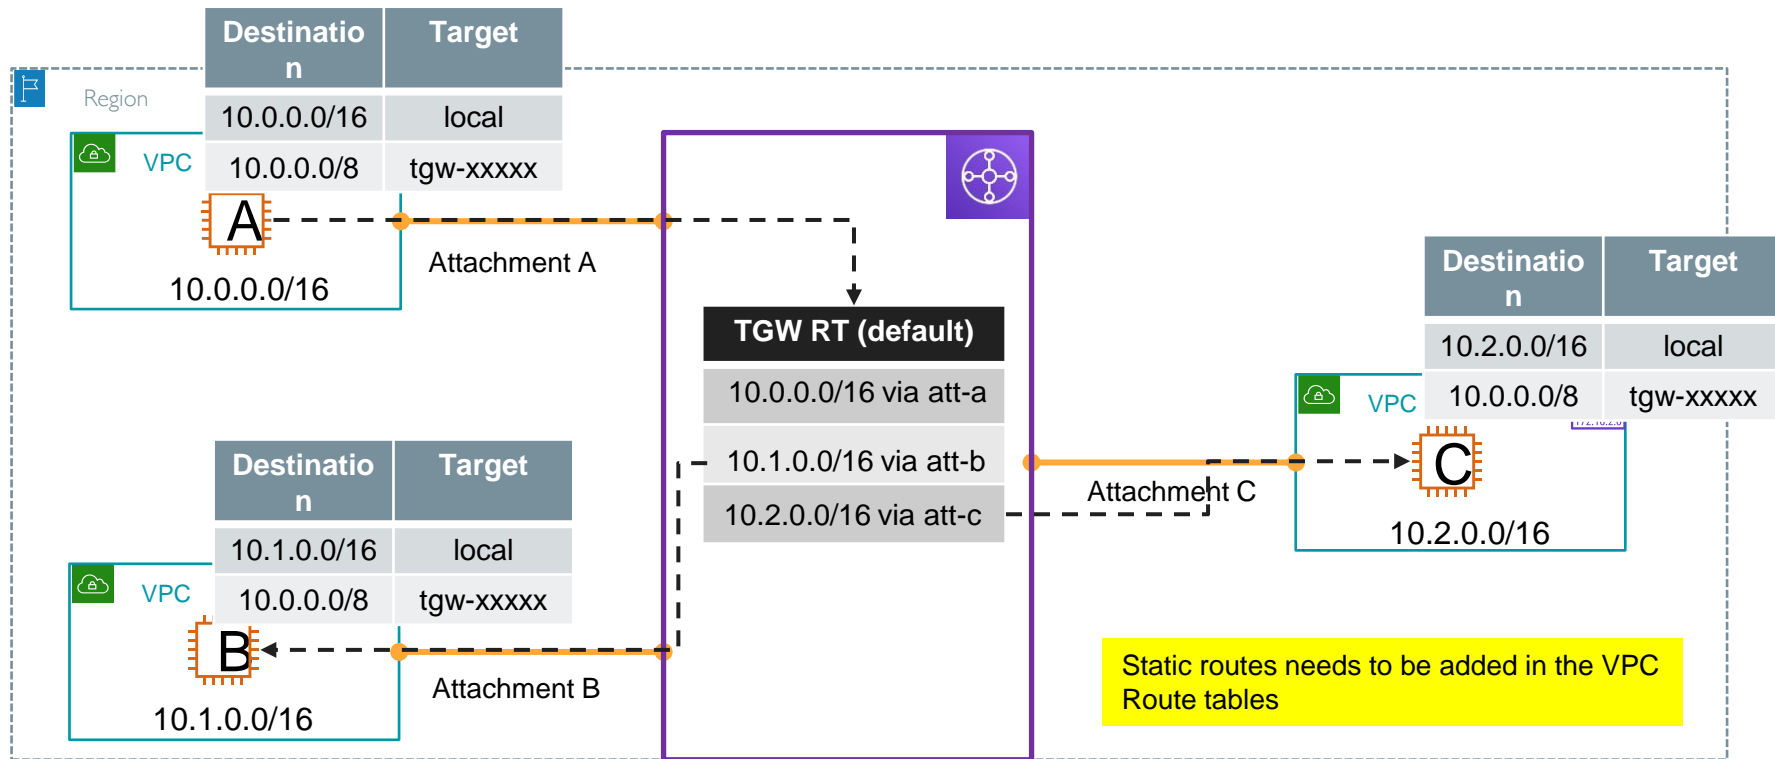 Destinatio
n
Target
10.0.0.0/16
local
10.0.0.0/8
tgw-xxxxx
Region
VPC
A
10.0.0.0/16
Attachment A
TGW RT (default)
10.0.0.0/16 via att-a
10.1.0.0/16 via att-b
10.2.0.0/16 via att-c
Destinatio
n
Target
10.1.0.0/16
local
10.0.0.0/8
tgw-xxxxx
VPC
B
10.1.0.0/16
Attachment B
Destinatio
n
Target
10.2.0.0/16
local
10.0.0.0/8
tgw-xxxxx
VPC
C
10.2.0.0/16
Attachment C
Static routes needs to be added in the VPC
Route tables